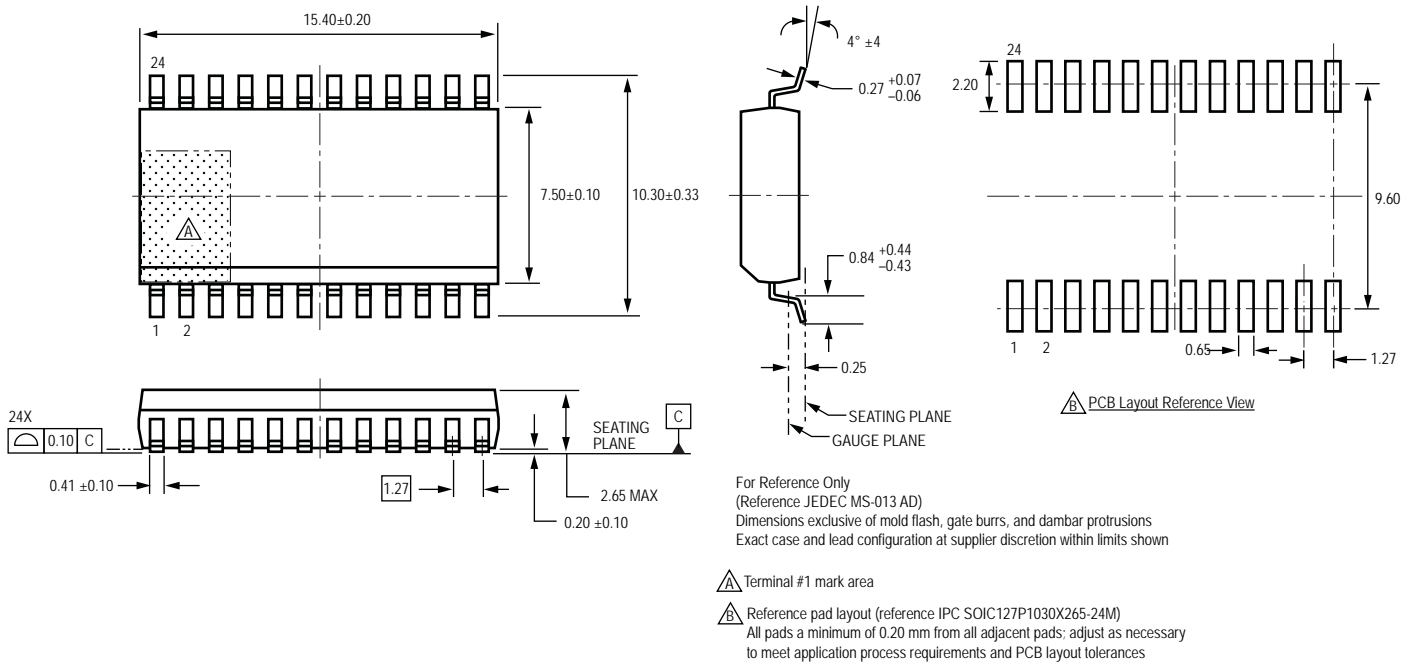 15.40±0.20
24
7.50±0.10
10.30±0.33
A
1 2
4° ±4
0.27 +0.07 –0.06
0.84 +0.44 –0.43
0.25
SEATING PLANE
GAUGE PLANE
24
2.20
9.60
1 2
0.65
1.27
B PCB Layout Reference View
24X
0.10 C
0.41 ±0.10
1.27
SEATING
PLANE
C
2.65 MAX
0.20 ±0.10
For Reference Only
(Reference JEDEC MS-013 AD)
Dimensions exclusive of mold flash, gate burrs, and dambar protrusions
Exact case and lead configuration at supplier discretion within limits shown
A Terminal #1 mark area
B Reference pad layout (reference IPC SOIC127P1030X265-24M)
All pads a minimum of 0.20 mm from all adjacent pads; adjust as necessary
to meet application process requirements and PCB layout tolerances